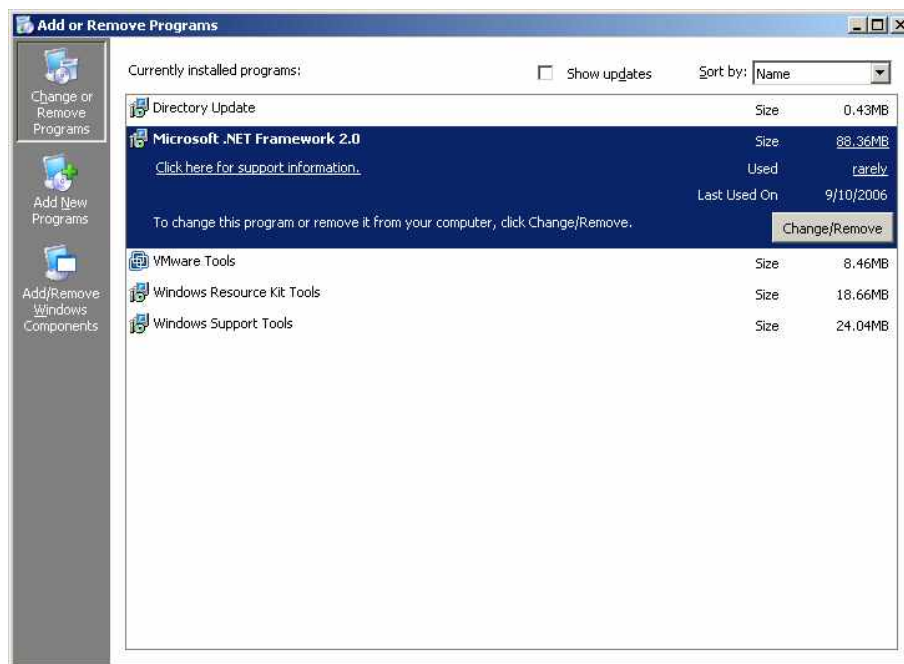 Add or Remove Programs
Change or
Remove
Programs
Add New
Programs
Add/Remove
Windows
Components
Currently installed programs:
Show updates
Sort by: Name
Directory Update Size 0.43MB
Microsoft .NET Framework 2.0 Size 88.36MB
Click here for support information. Used rarely
Last Used On 9/10/2006
To change this program or remove it from your computer, click Change/Remove. Change/Remove
VMware Tools Size 8.46MB
Windows Resource Kit Tools Size 18.66MB
Windows Support Tools Size 24.04MB